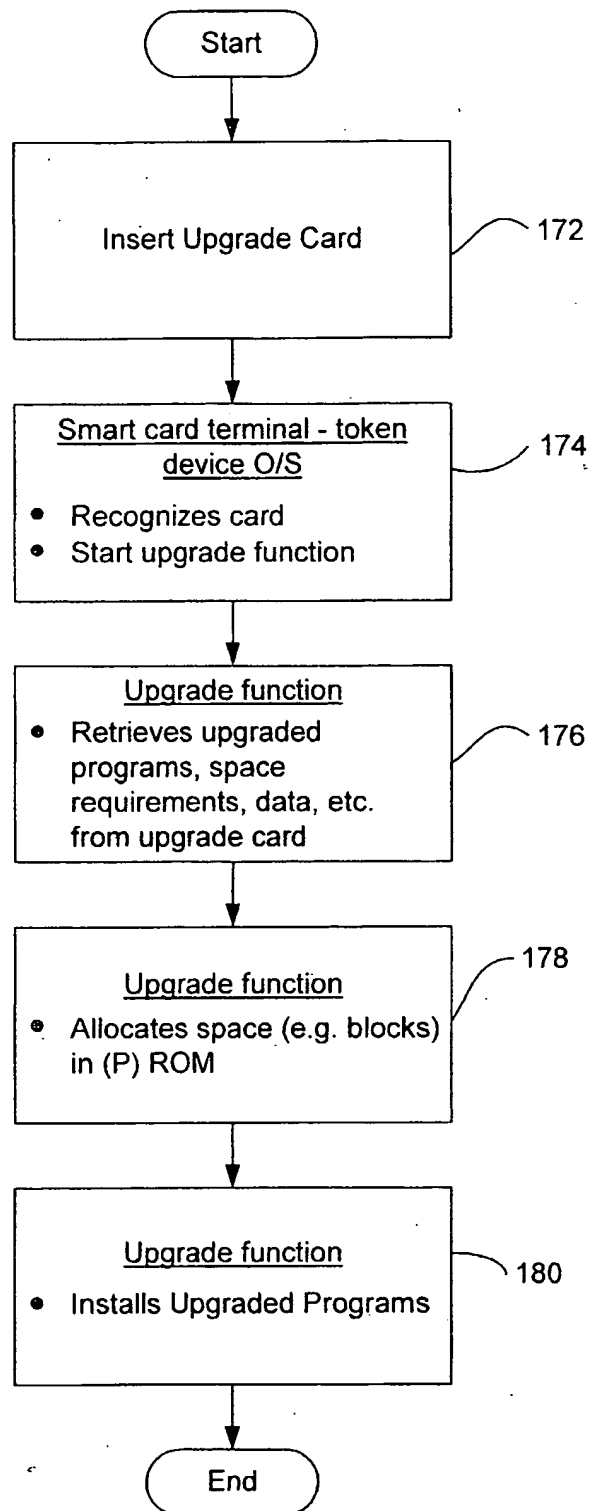 Start
Insert Upgrade Card
172
Smart card terminal - token
device O/S
• Recognizes card
• Start upgrade function
174
Upgrade function
• Retrieves upgraded
programs, space
requirements, data, etc.
from upgrade card
176
Upgrade function
• Allocates space (e.g. blocks)
in (P) ROM
178
Upgrade function
• Installs Upgraded Programs
180
End